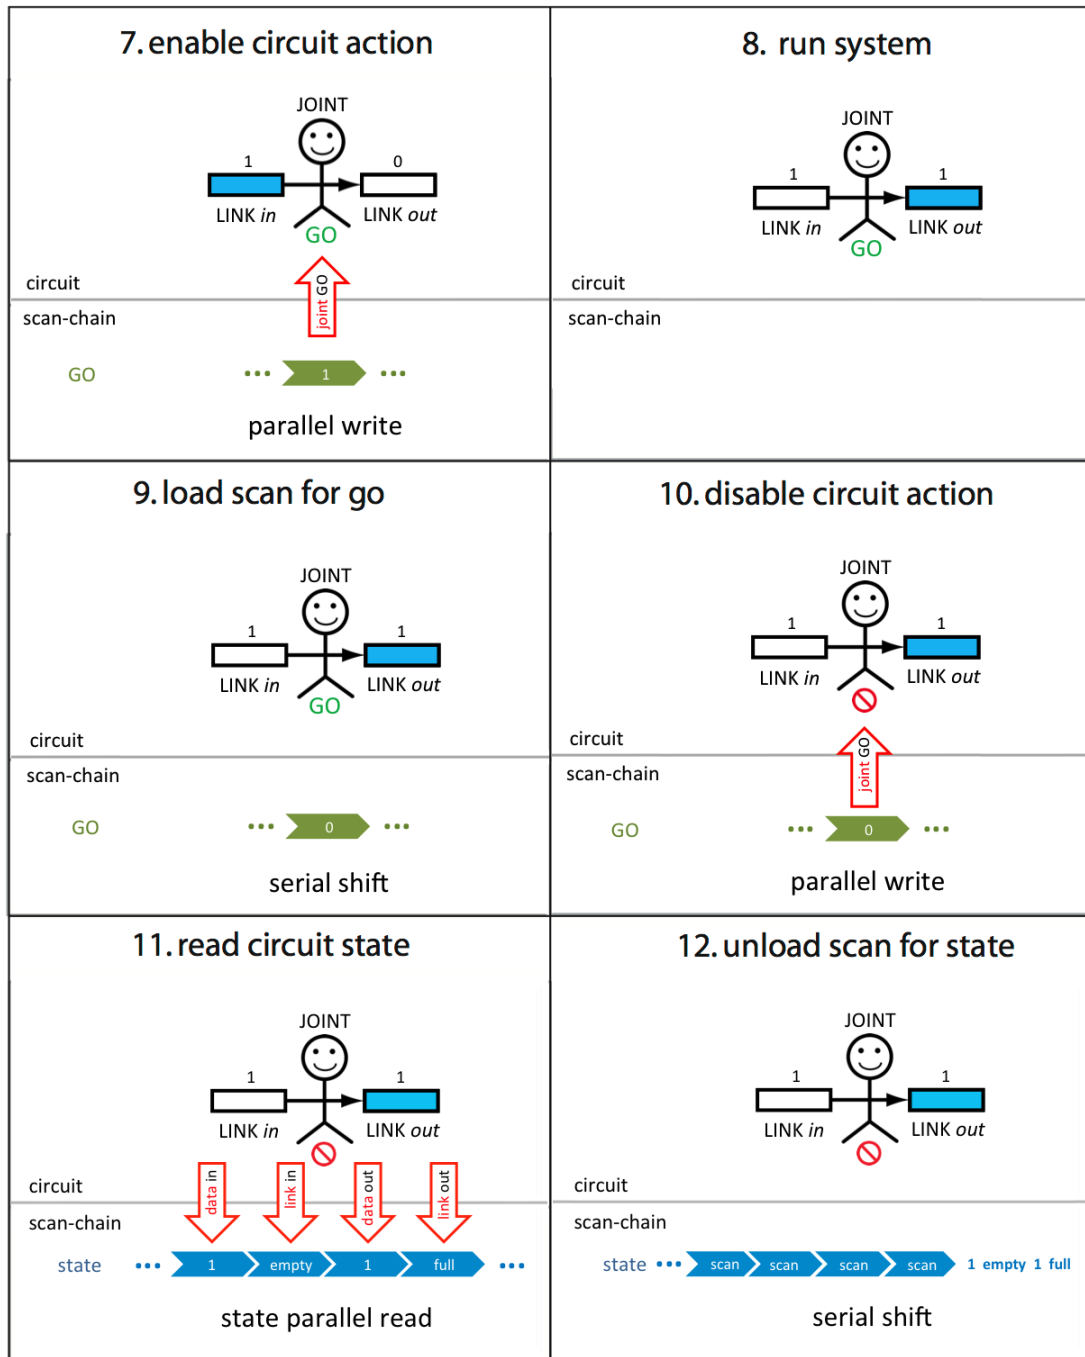 7. enable circuit action
JOINT
1 0
LINK in LINK out
GO
circuit
joint GO
scan-chain
GO ••• 1 •••
parallel write
8. run system
JOINT
1 1
LINK in LINK out
GO
circuit
scan-chain
9. load scan for go
JOINT
1 1
LINK in LINK out
GO
circuit
scan-chain
GO ••• 0 •••
serial shift
10. disable circuit action
JOINT
1 1
LINK in LINK out
circuit
joint GO
scan-chain
GO ••• 0 •••
parallel write
11. read circuit state
JOINT
1 1
LINK in LINK out
circuit
data in link in data out link out
scan-chain
state ••• 1 empty 1 full •••
state parallel read
12. unload scan for state
JOINT
1 1
LINK in LINK out
circuit
scan-chain
state ••• scan scan scan scan 1 empty 1 full
serial shift